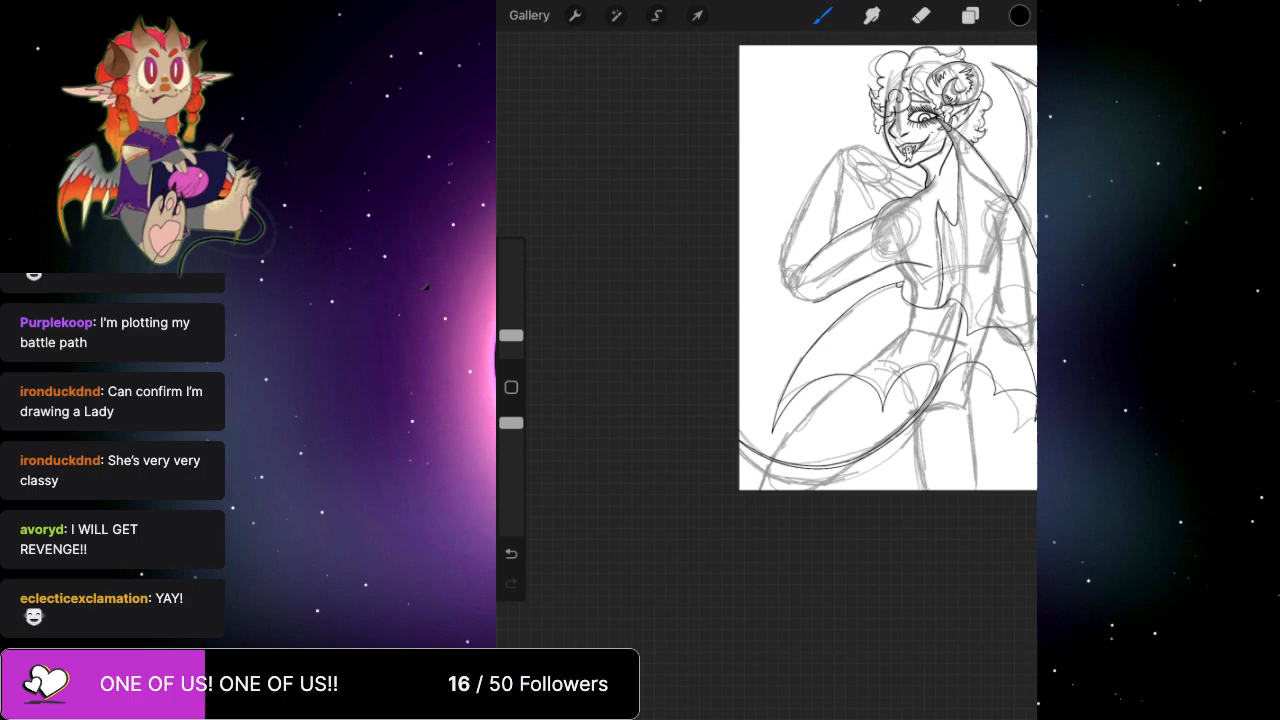 Gallery
Purplekoop: I'm plotting my
battle path
ironduckdnd: Can confirm I'm
drawing a Lady
ironduckdnd: She's very very
classy
avoryd: I WILL GET
REVENGE!!
eclecticexclamation: YAY!
ONE OF US! ONE OF US!! 16 / 50 Followers